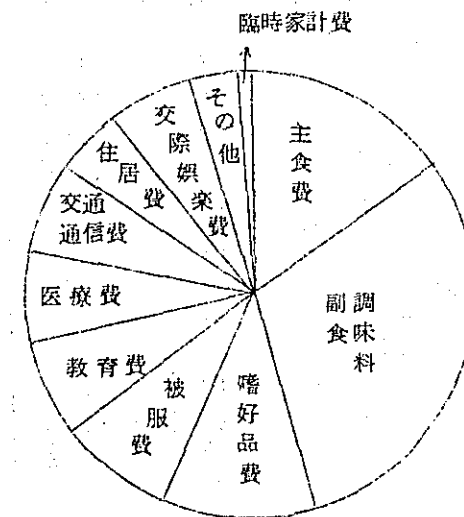 臨時家計費
主食費
調味料
副食
嗜好品費
被服費
教育費
医療費
交通
通信費
住居費
交際娯楽費
その他